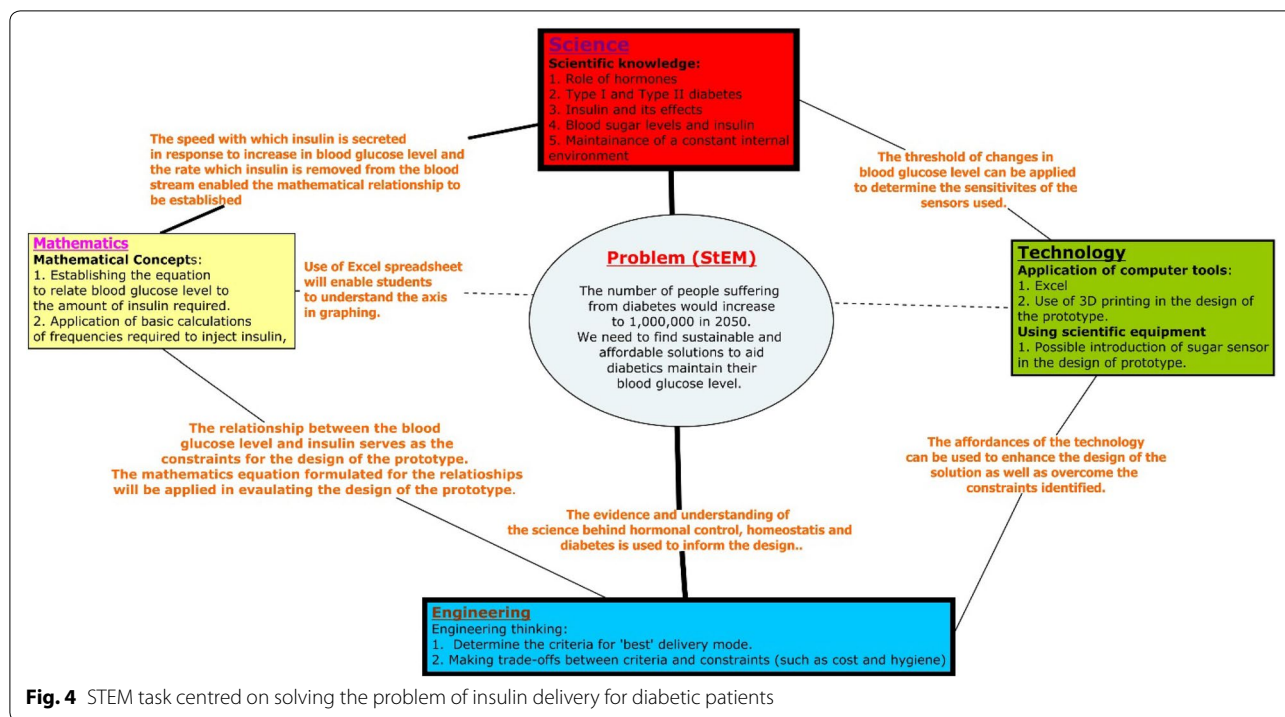 Science
Scientific knowledge:
1. Role of hormones
2. Type I and Type II diabetes
3. Insulin and its effects
4. Blood sugar levels and insulin
5. Maintainance of a constant internal
environment
The speed with which insulin is secreted
in response to increase in blood glucose level and
the rate which insulin is removed from the blood
stream enabled the mathematical relationship to
be established
The threshold of changes in
blood glucose level can be applied
to determine the sensitivites of the
sensors used.
Mathematics
Mathematical Concepts:
1. Establishing the equation
to relate blood glucose level to
the amount of insulin required.
2. Application of basic calculations
of frequencies required to inject insulin,
Use of Excel spreadsheet
will enable students
to understand the axis
in graphing.
Problem (StEM)
The number of people suffering
from diabetes would increase
to 1,000,000 in 2050.
We need to find sustainable and
affordable solutions to aid
diabetics maintain their
blood glucose level.
Technology
Application of computer tools:
1. Excel
2. Use of 3D printing in the design of
the prototype.
Using scientific equipment
1. Possible introduction of sugar sensor
in the design of prototype.
The relationship between the blood
glucose level and insulin serves as the
constraints for the design of the prototype.
The mathematics equation formulated for the relatioships
will be applied in evaulating the design of the prototype.
The affordances of the technology
can be used to enhance the design of the
solution as well as overcome the
constraints identified.
The evidence and understanding of
the science behind hormonal control, homeostatis and
diabetes is used to inform the design..
Engineering
Engineering thinking:
1. Determine the criteria for 'best' delivery mode.
2. Making trade-offs between criteria and constraints (such as cost and hygiene)
Fig. 4 STEM task centred on solving the problem of insulin delivery for diabetic patients